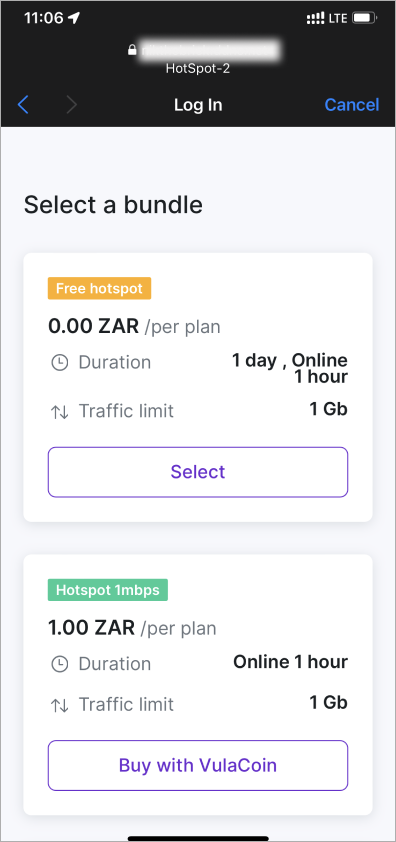 11:06 LTE
HotSpot-2
Log In Cancel
Select a bundle
Free hotspot
0.00 ZAR /per plan
Duration 1 day , Online
1 hour
Traffic limit 1 Gb
Select
Hotspot 1mbps
1.00 ZAR /per plan
Duration Online 1 hour
Traffic limit 1 Gb
Buy with VulaCoin